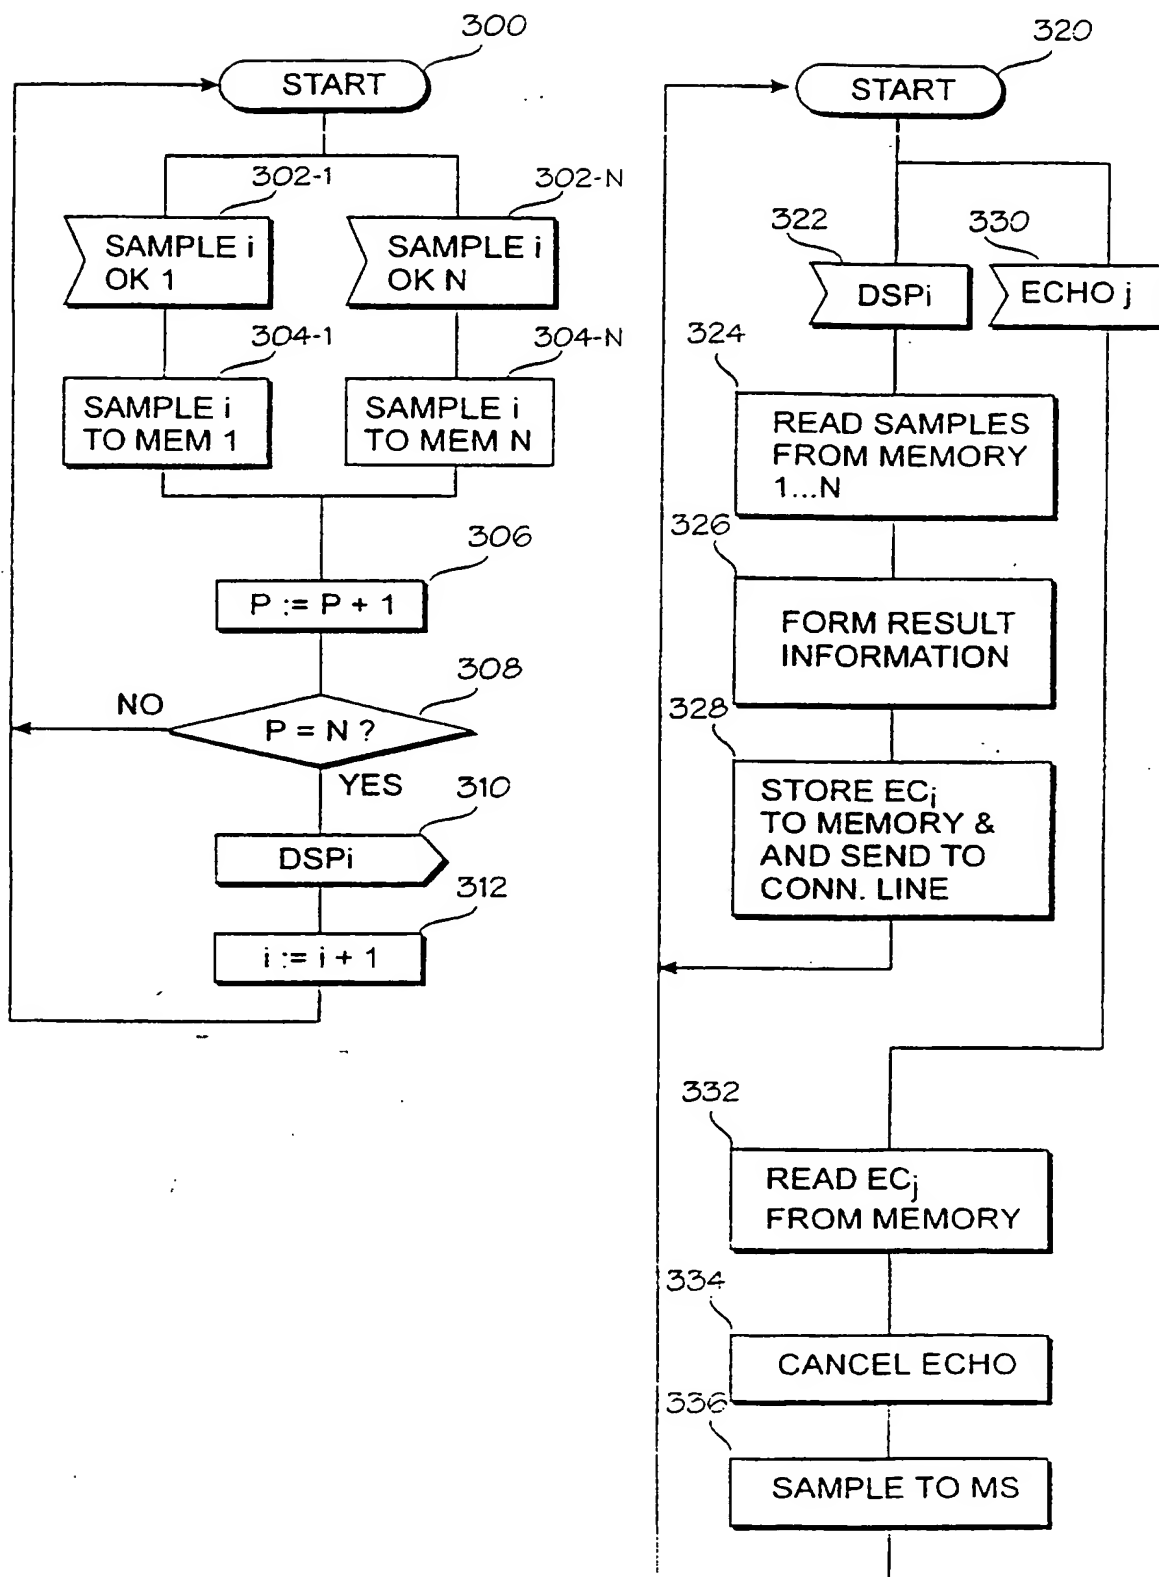 300
START
302-1
302-N
SAMPLE i
OK 1
SAMPLE i
OK N
304-1
304-N
SAMPLE i
TO MEM 1
SAMPLE i
TO MEM N
306
P := P + 1
308
NO
P = N ?
YES
310
DSPi
312
i := i + 1
320
START
322
330
DSPi
ECHO j
324
READ SAMPLES
FROM MEMORY
1...N
326
FORM RESULT
INFORMATION
328
STORE ECi
TO MEMORY &
AND SEND TO
CONN. LINE
332
READ ECj
FROM MEMORY
334
CANCEL ECHO
336
SAMPLE TO MS